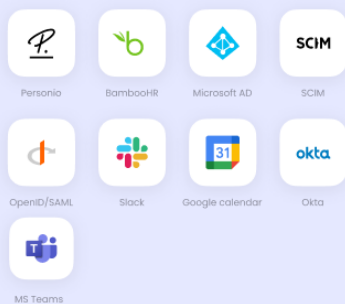 P.
Personio
BambooHR
Microsoft AD
SCIM
SCIM
OpenID/SAML
Slack
31
Google calendar
okta
Okta
T
MS Teams